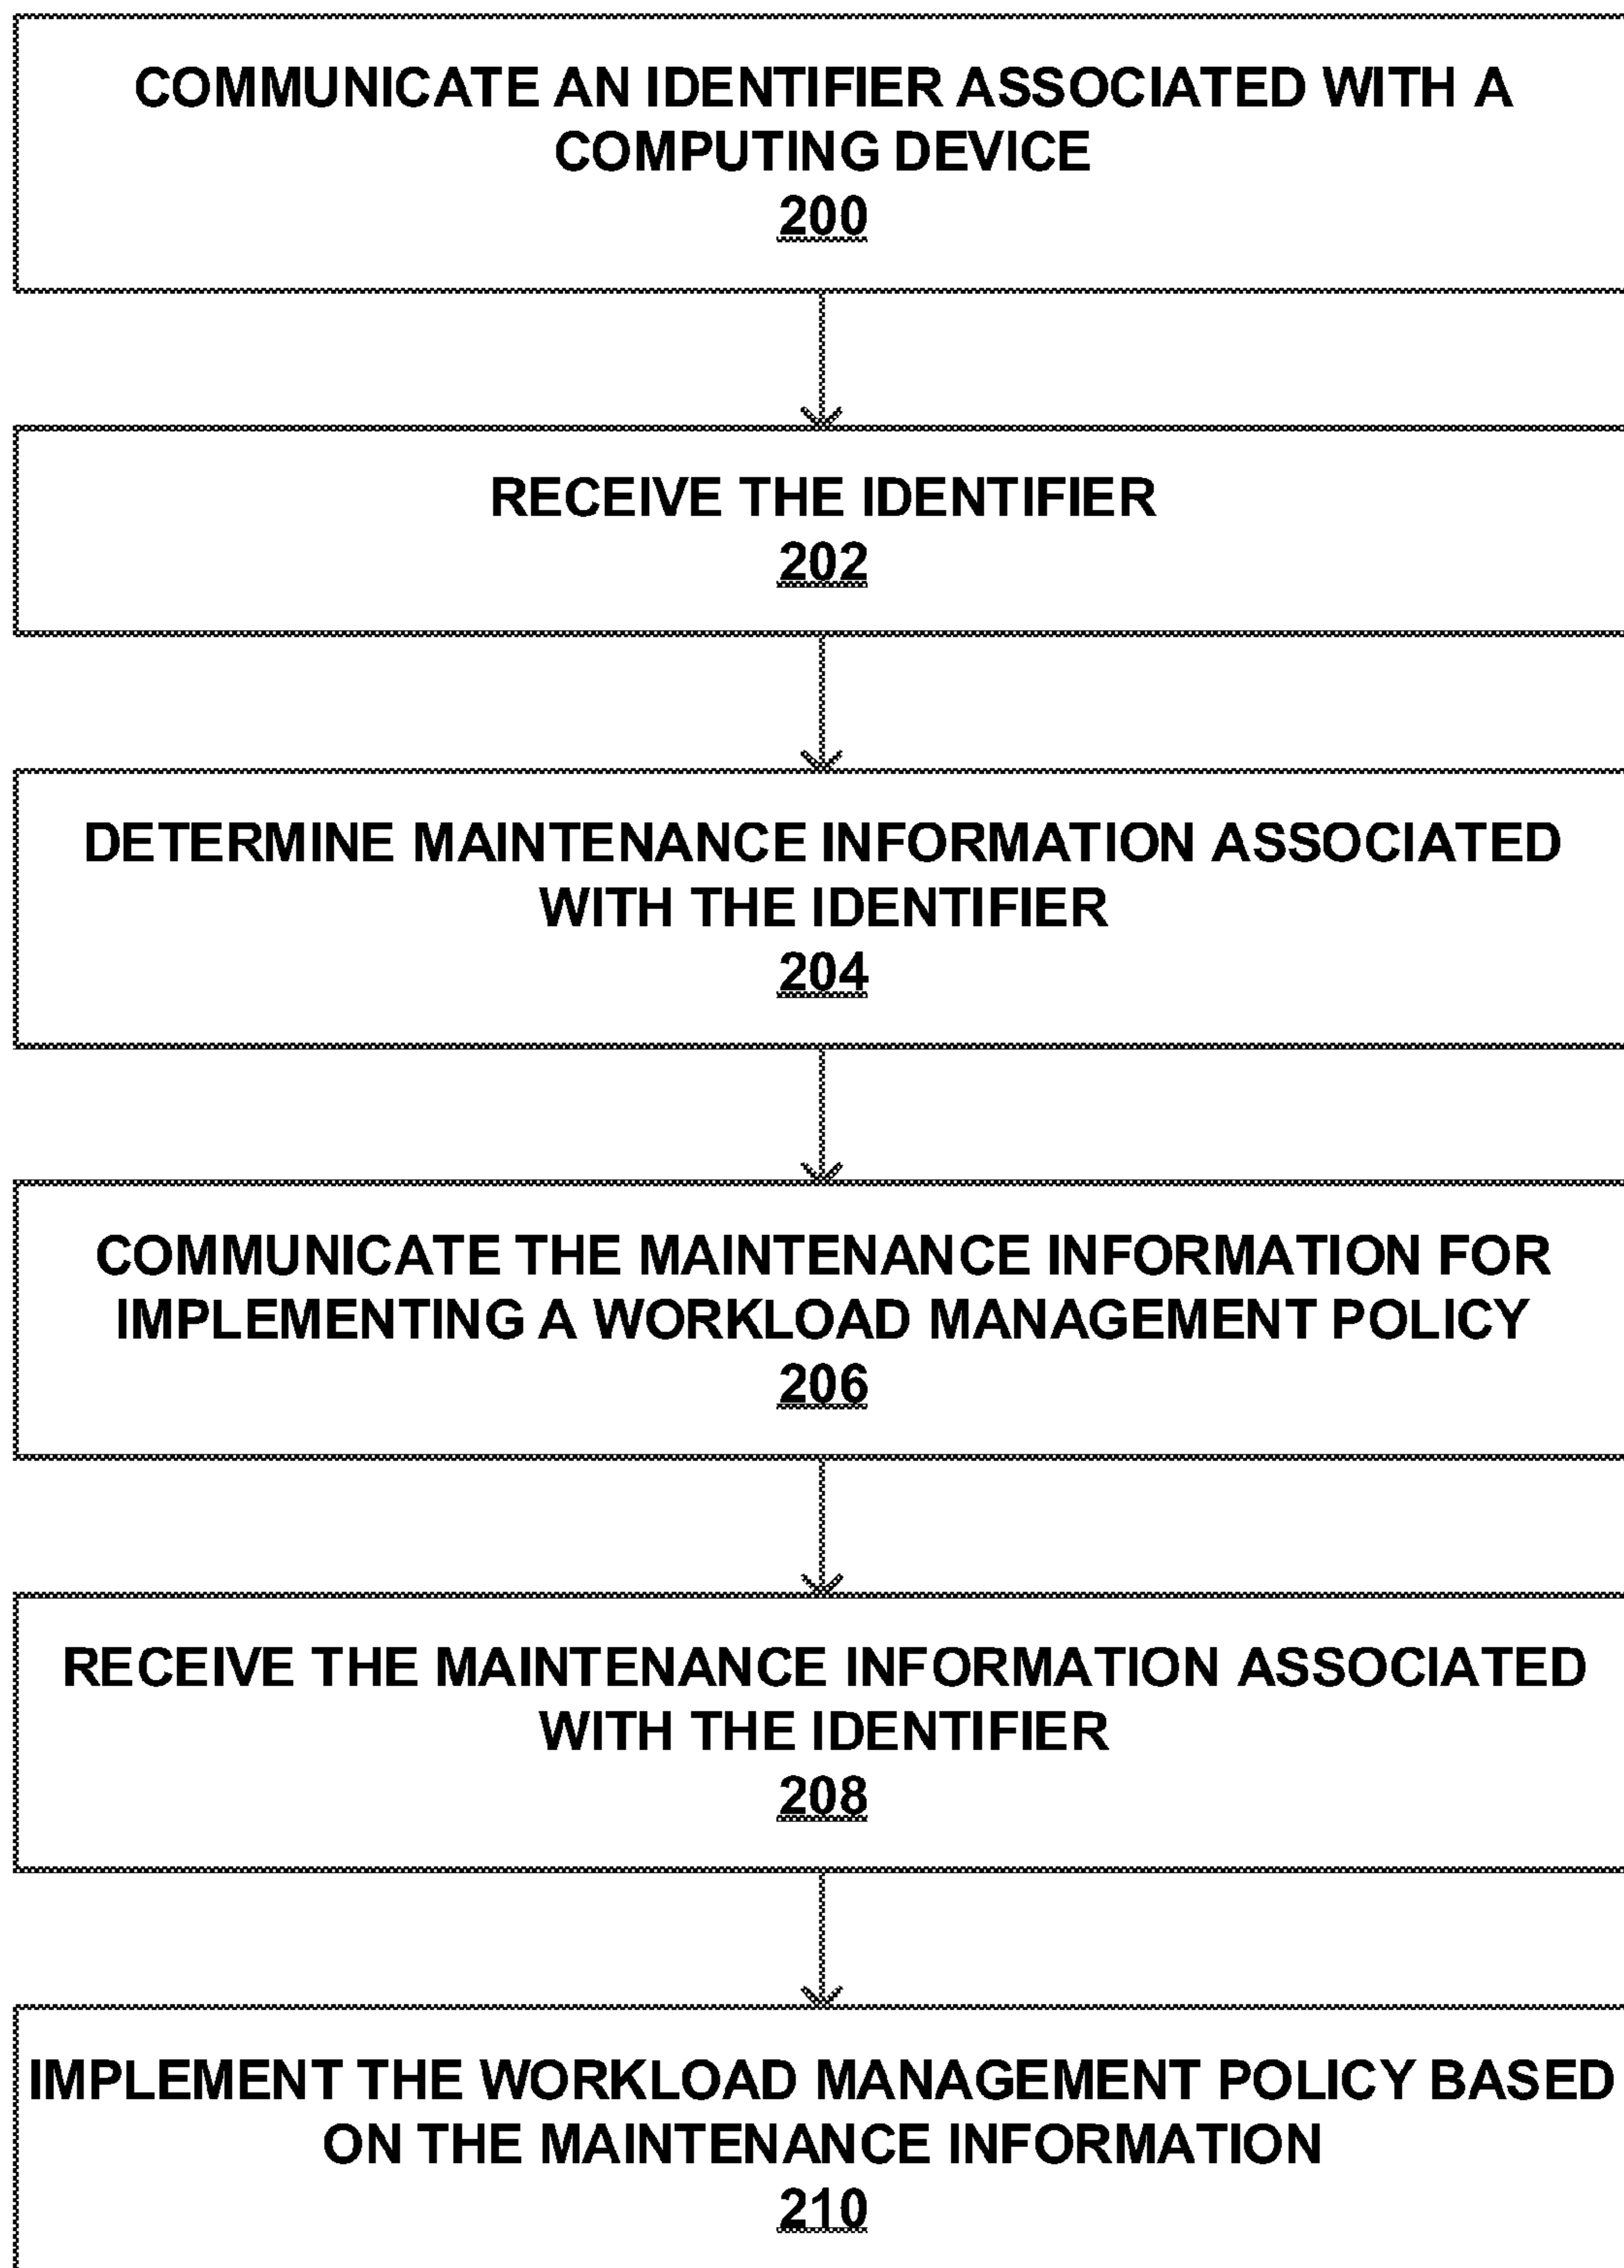 COMMUNICATE AN IDENTIFIER ASSOCIATED WITH A
COMPUTING DEVICE
200
RECEIVE THE IDENTIFIER
202
DETERMINE MAINTENANCE INFORMATION ASSOCIATED
WITH THE IDENTIFIER
204
COMMUNICATE THE MAINTENANCE INFORMATION FOR
IMPLEMENTING A WORKLOAD MANAGEMENT POLICY
206
RECEIVE THE MAINTENANCE INFORMATION ASSOCIATED
WITH THE IDENTIFIER
208
IMPLEMENT THE WORKLOAD MANAGEMENT POLICY BASED
ON THE MAINTENANCE INFORMATION
210